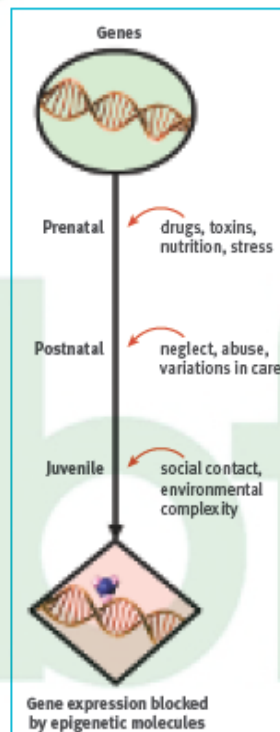 Genes
Prenatal
drugs, toxins,
nutrition, stress
Postnatal
neglect, abuse,
variations in care
Juvenile
social contact,
environmental
complexity
Gene expression blocked
by epigenetic molecules